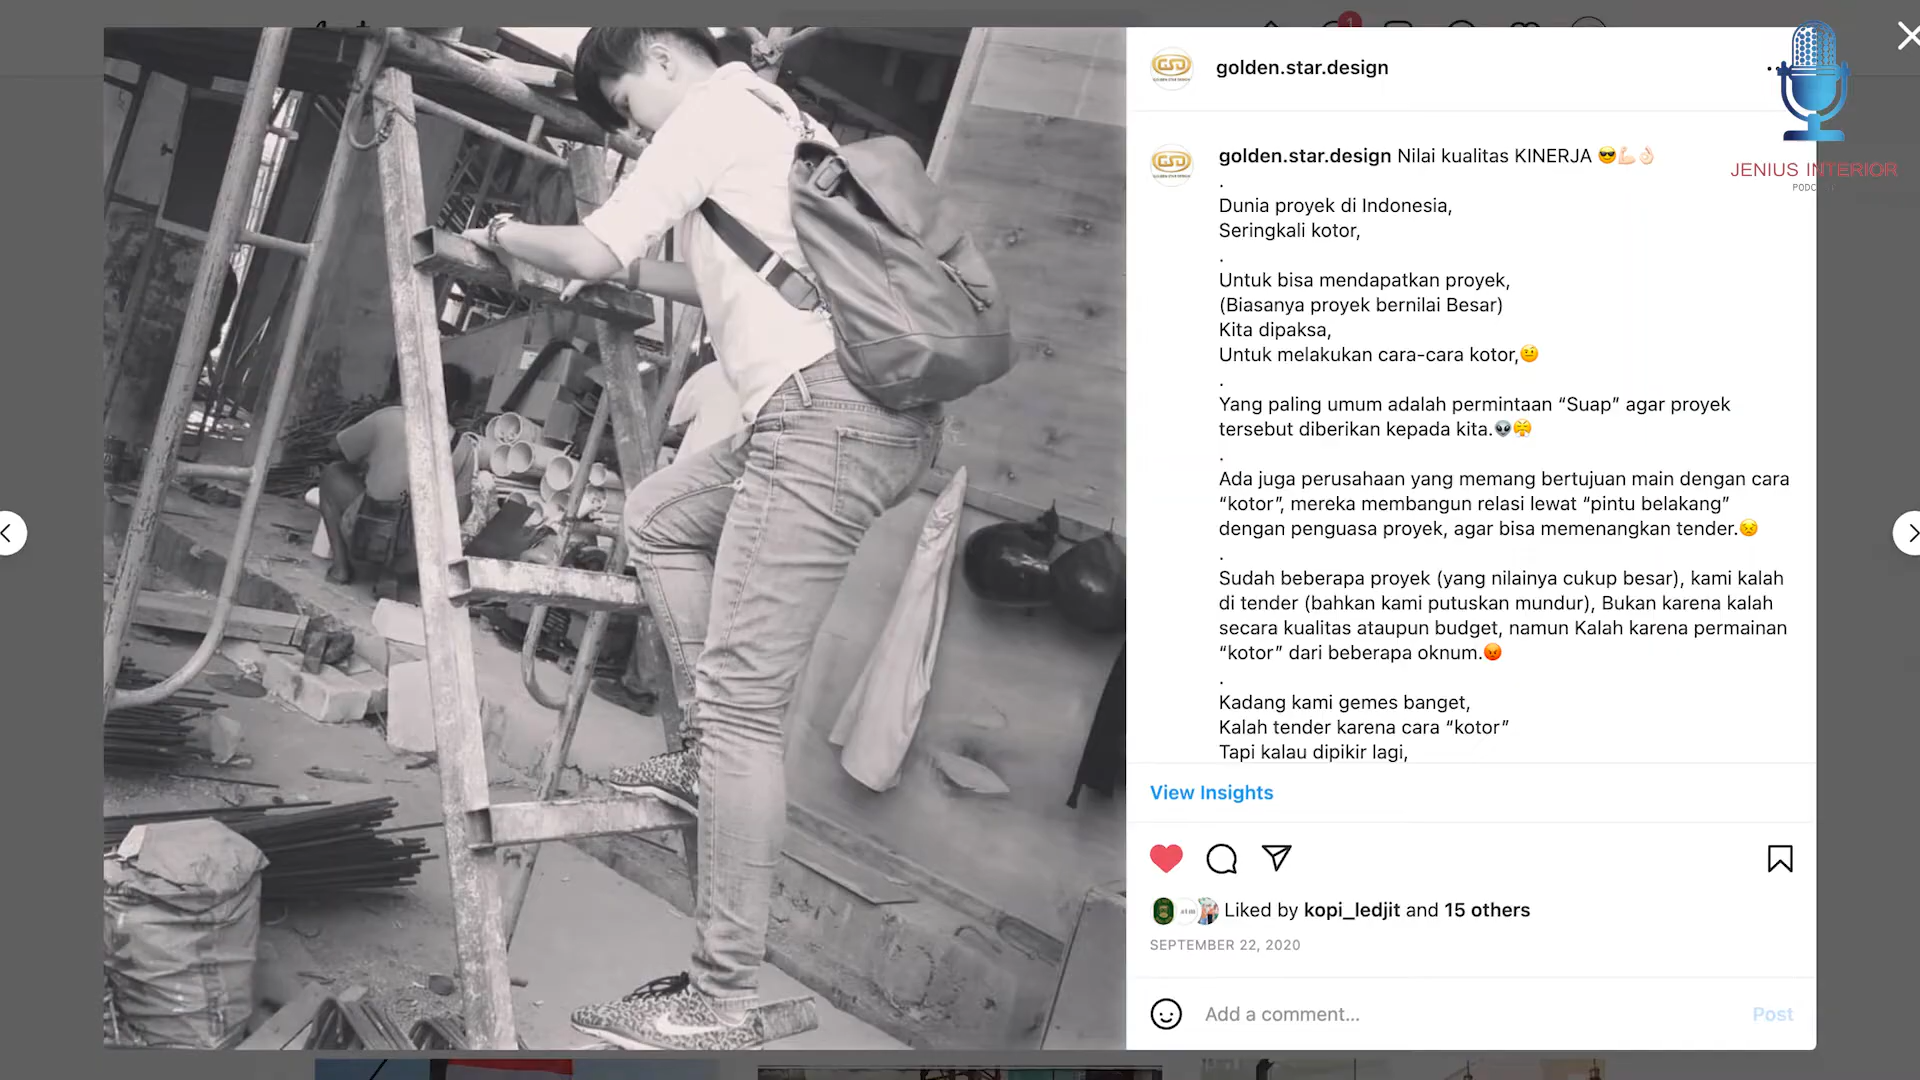 1
golden.star.design
JENIUS INTERIOR
golden.star.design Nilai kualitas KINERJA 😎💪🏻👌🏻
.
Dunia proyek di Indonesia,
Seringkali kotor,
.
Untuk bisa mendapatkan proyek,
(Biasanya proyek bernilai Besar)
Kita dipaksa,
Untuk melakukan cara-cara kotor,🤨
.
Yang paling umum adalah permintaan “Suap” agar proyek
tersebut diberikan kepada kita.👽😤
.
Ada juga perusahaan yang memang bertujuan main dengan cara
“kotor”, mereka membangun relasi lewat “pintu belakang”
dengan penguasa proyek, agar bisa memenangkan tender.😣
.
Sudah beberapa proyek (yang nilainya cukup besar), kami kalah
di tender (bahkan kami putuskan mundur), Bukan karena kalah
secara kualitas ataupun budget, namun Kalah karena permainan
“kotor” dari beberapa oknum.😡
.
Kadang kami gemes banget,
Kalah tender karena cara “kotor”
Tapi kalau dipikir lagi,
View Insights
Liked by kopi_ledjit and 15 others
SEPTEMBER 22, 2020
Add a comment...
Post